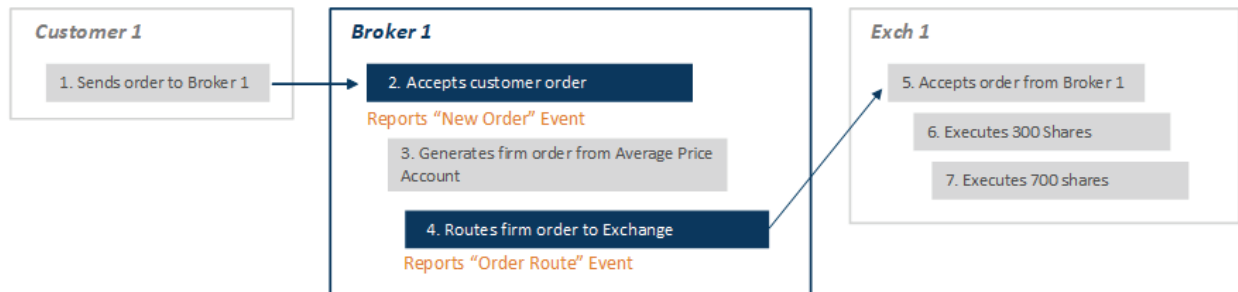 Customer 1
1. Sends order to Broker 1
Broker 1
2. Accepts customer order
Reports “New Order” Event
3. Generates firm order from Average Price
Account
4. Routes firm order to Exchange
Reports “Order Route” Event
Exch 1
5. Accepts order from Broker 1
6. Executes 300 Shares
7. Executes 700 shares